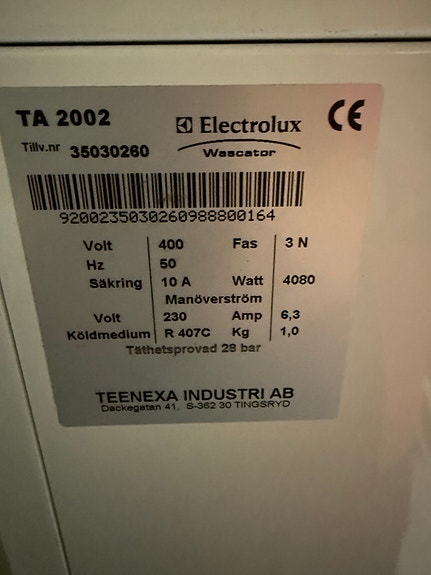 TA 2002
Electrolux
CE
Tillv.nr 35030260
Wascator
9200235030260988800164
Volt 400 Fas 3 N
Hz 50
Säkring 10 A Watt 4080
Manöverström
Volt 230 Amp 6,3
Köldmedium R 407C Kg 1,0
Täthetsprovad 28 bar
TEENEXA INDUSTRI AB
Dackegatan 41, S-362 30 TINGSRYD